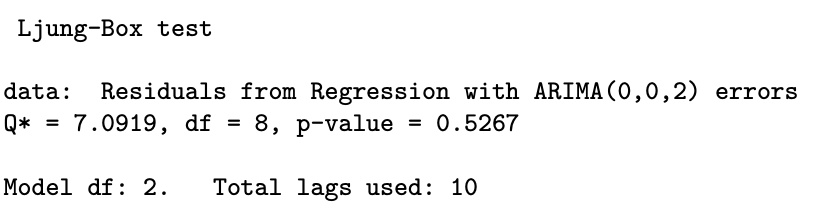 Ljung-Box test
data:  Residuals from Regression with ARIMA(0,0,2) errors
Q* = 7.0919, df = 8, p-value = 0.5267
Model df: 2.   Total lags used: 10